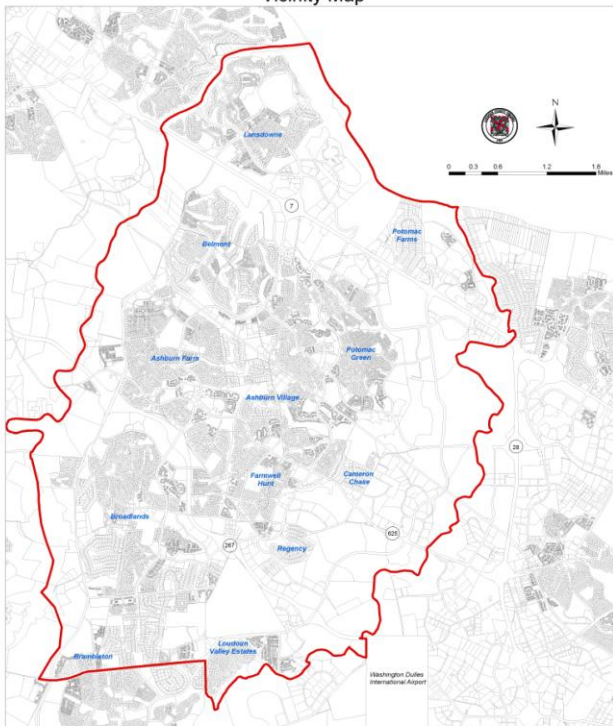 Vicinity Map
N
0 0.3 0.6 1.2 1.8
Miles
Lansdowne
7
Potomac
Farms
Belmont
Ashburn Farm
Potomac
Green
Ashburn Village
28
Farmwell
Hunt
Cameron
Chase
Broadlands
625
267
Regency
Loudoun
Valley Estates
Brambleton
Washington Dulles
International Airport